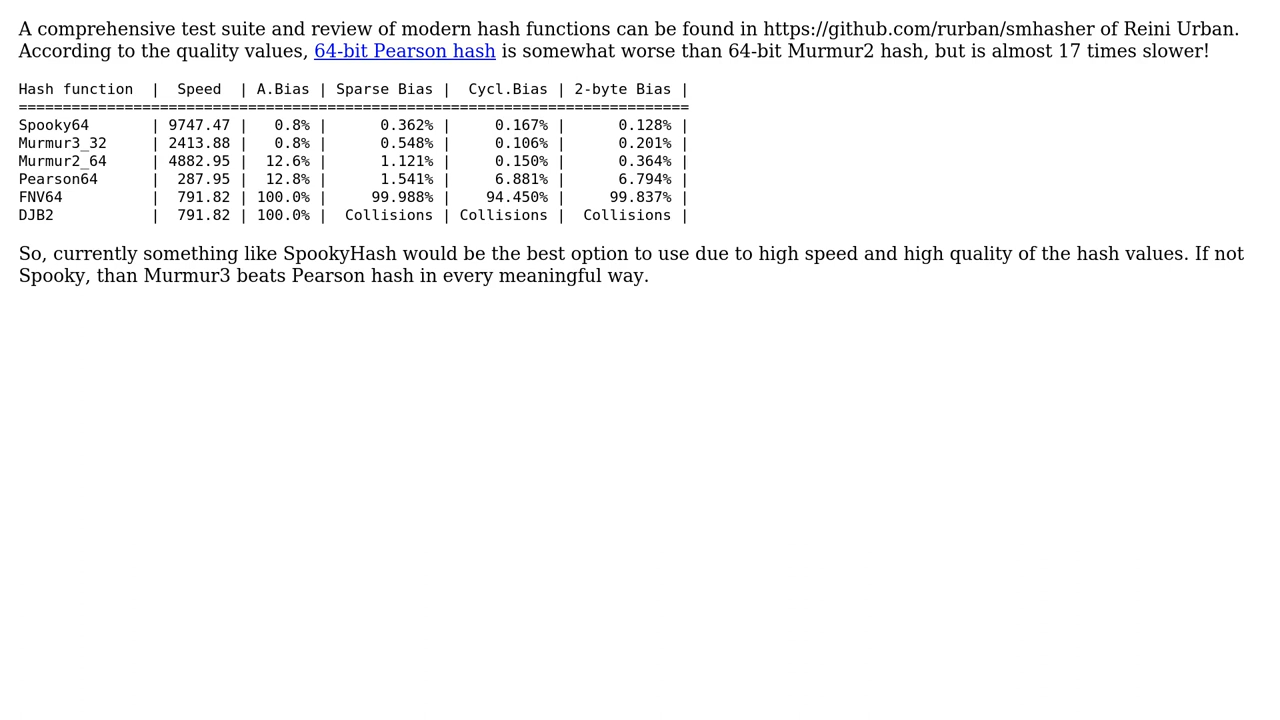 A comprehensive test suite and review of modern hash functions can be found in https://github.com/rurban/smhasher of Reini Urban.
According to the quality values, 64-bit Pearson hash is somewhat worse than 64-bit Murmur2 hash, but is almost 17 times slower!
Hash function  |  Speed  | A.Bias | Sparse Bias |  Cycl.Bias | 2-byte Bias |
============================================================================
Spooky64       | 9747.47 |   0.8% |      0.362% |     0.167% |      0.128% |
Murmur3_32     | 2413.88 |   0.8% |      0.548% |     0.106% |      0.201% |
Murmur2_64     | 4882.95 |  12.6% |      1.121% |     0.150% |      0.364% |
Pearson64      |  287.95 |  12.8% |      1.541% |     6.881% |      6.794% |
FNV64          |  791.82 | 100.0% |     99.988% |    94.450% |     99.837% |
DJB2           |  791.82 | 100.0% |  Collisions | Collisions |  Collisions |
So, currently something like SpookyHash would be the best option to use due to high speed and high quality of the hash values. If not
Spooky, than Murmur3 beats Pearson hash in every meaningful way.